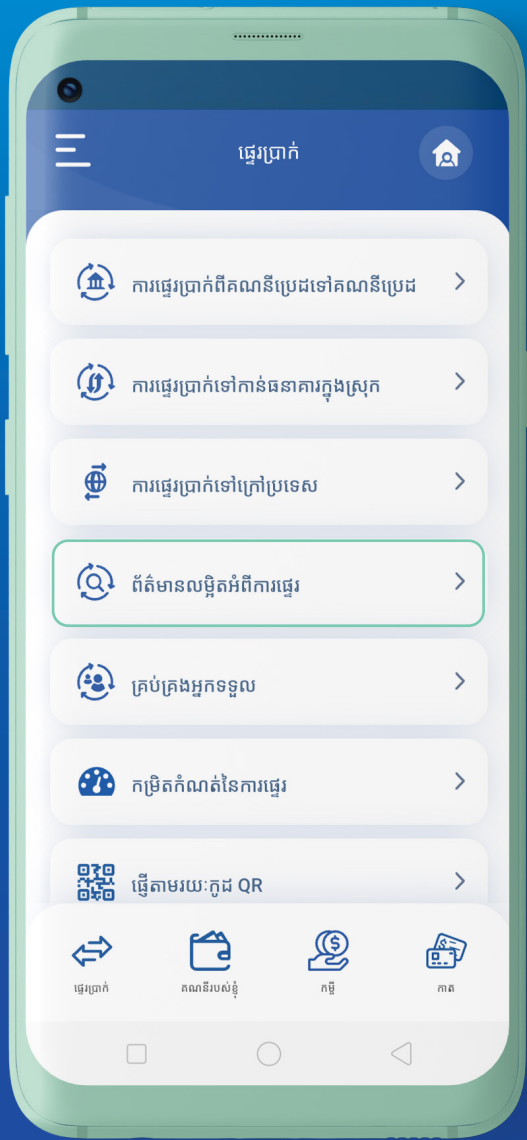 ផ្ទេរប្រាក់
ការផ្ទេរប្រាក់ពីគណនីប្រេដទៅគណនីប្រេដ
ការផ្ទេរប្រាក់ទៅកាន់ធនាគារក្នុងស្រុក
ការផ្ទេរប្រាក់ទៅក្រៅប្រទេស
ព័ត៌មានលម្អិតអំពីការផ្ទេរ
គ្រប់គ្រងអ្នកទទួល
កម្រិតកំណត់នៃការផ្ទេរ
ផ្ញើតាមរយៈកូដ QR
ផ្ទេរប្រាក់
គណនីរបស់ខ្ញុំ
កម្ចី
កាត